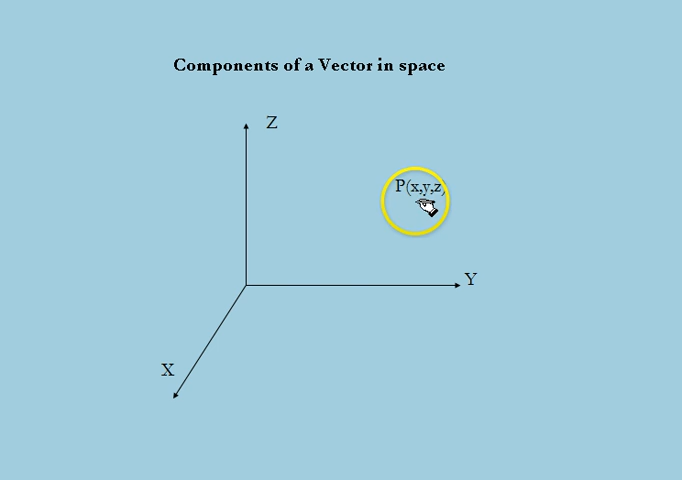 Components of a Vector in space
Z
P(x,y,z)
Y
X